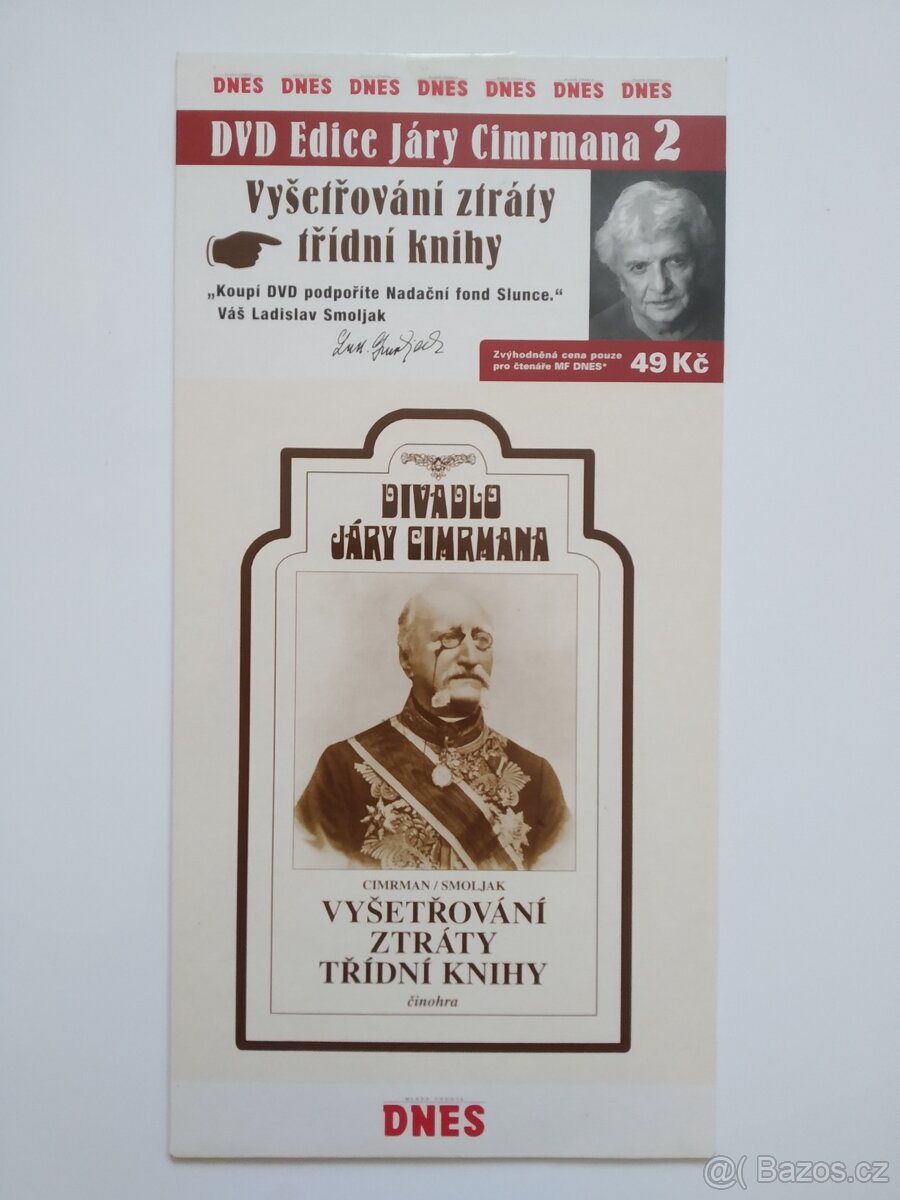 DNES DNES DNES DNES DNES DNES DNES
DVD Edice Járy Cimrmana 2
Vyšetřování ztráty
třídní knihy
„Koupí DVD podpoříte Nadační fond Slunce.“
Váš Ladislav Smoljak
Zvýhodněná cena pouze
pro čtenáře MF DNES*
49 Kč
DIVADLO
JÁRY CIMRMANA
CIMRMAN / SMOLJAK
VYŠETŘOVÁNÍ
ZTRÁTY
TŘÍDNÍ KNIHY
činohra
MLADÁ FRONTA
DNES
@( Bazos.cz